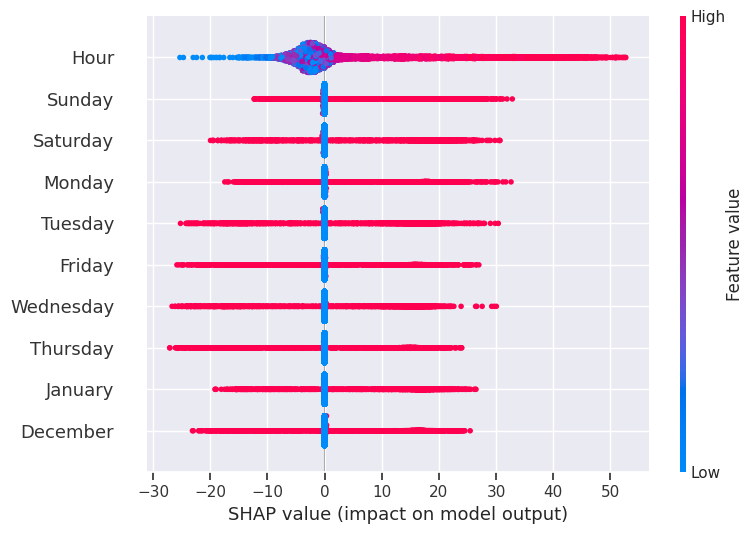 High
Hour
Sunday
Saturday
Monday
Tuesday
Friday
Wednesday
Thursday
January
December
Feature value
Low
−30 −20 −10 0 10 20 30 40 50
SHAP value (impact on model output)